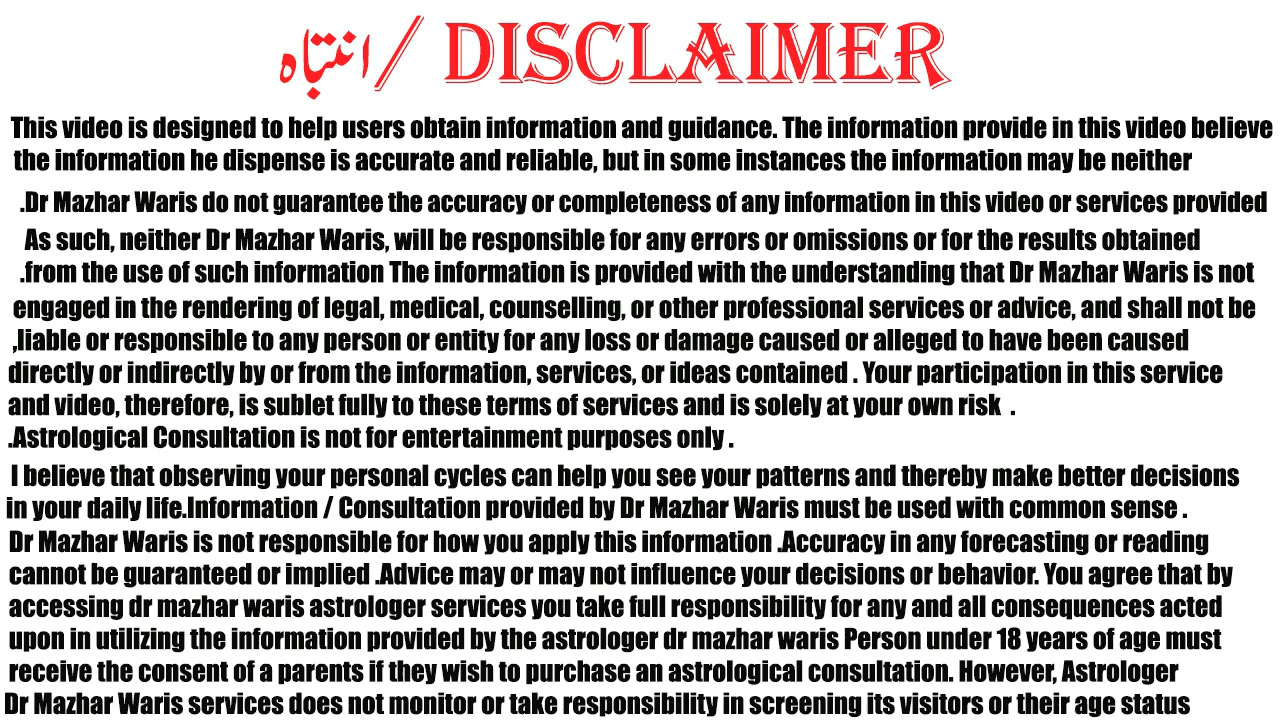 انتباہ / DISCLAIMER
This video is designed to help users obtain information and guidance. The information provide in this video believe
the information he dispense is accurate and reliable, but in some instances the information may be neither
.Dr Mazhar Waris do not guarantee the accuracy or completeness of any information in this video or services provided
As such, neither Dr Mazhar Waris, will be responsible for any errors or omissions or for the results obtained
.from the use of such information The information is provided with the understanding that Dr Mazhar Waris is not
engaged in the rendering of legal, medical, counselling, or other professional services or advice, and shall not be
,liable or responsible to any person or entity for any loss or damage caused or alleged to have been caused
directly or indirectly by or from the information, services, or ideas contained . Your participation in this service
and video, therefore, is sublet fully to these terms of services and is solely at your own risk .
.Astrological Consultation is not for entertainment purposes only .
I believe that observing your personal cycles can help you see your patterns and thereby make better decisions
in your daily life.Information / Consultation provided by Dr Mazhar Waris must be used with common sense .
Dr Mazhar Waris is not responsible for how you apply this information .Accuracy in any forecasting or reading
cannot be guaranteed or implied .Advice may or may not influence your decisions or behavior. You agree that by
accessing dr mazhar waris astrologer services you take full responsibility for any and all consequences acted
upon in utilizing the information provided by the astrologer dr mazhar waris Person under 18 years of age must
receive the consent of a parents if they wish to purchase an astrological consultation. However, Astrologer
Dr Mazhar Waris services does not monitor or take responsibility in screening its visitors or their age status